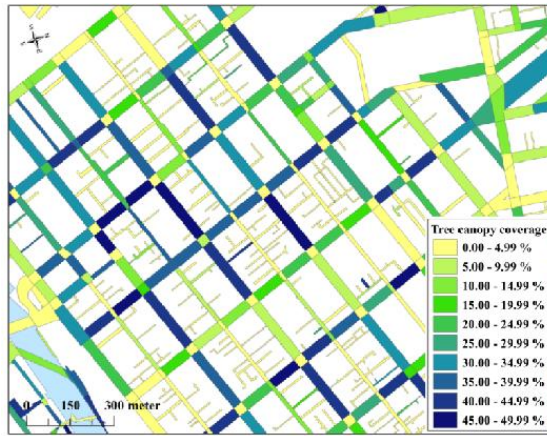 Tree canopy coverage
0.00 - 4.99 %
5.00 - 9.99 %
10.00 - 14.99 %
15.00 - 19.99 %
20.00 - 24.99 %
25.00 - 29.99 %
30.00 - 34.99 %
35.00 - 39.99 %
40.00 - 44.99 %
45.00 - 49.99 %
0 150 300 meter